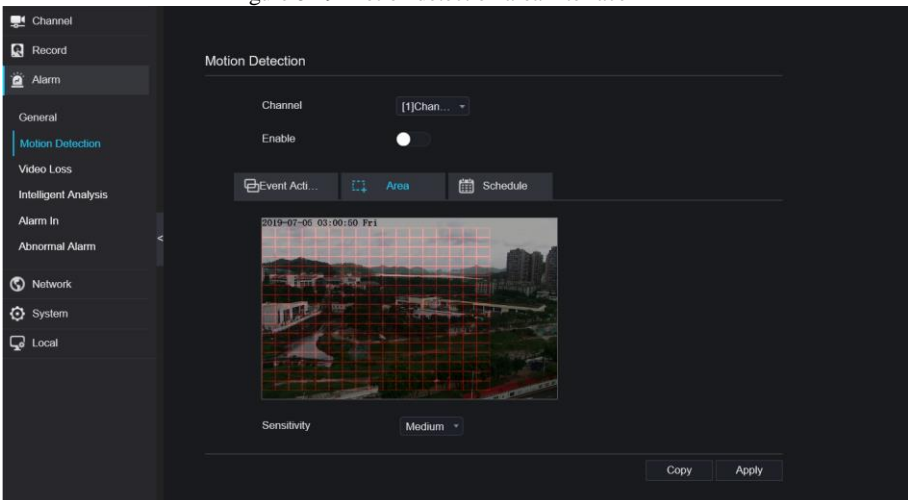 Channel
Record
Alarm
General
Motion Detection
Video Loss
Intelligent Analysis
Alarm In
Abnormal Alarm
Network
System
Local
<
Motion Detection
Channel [1]Chan...
Enable
Event Acti... Area Schedule
2019-07-05 03:00:50 Fri
Sensitivity Medium
Copy Apply